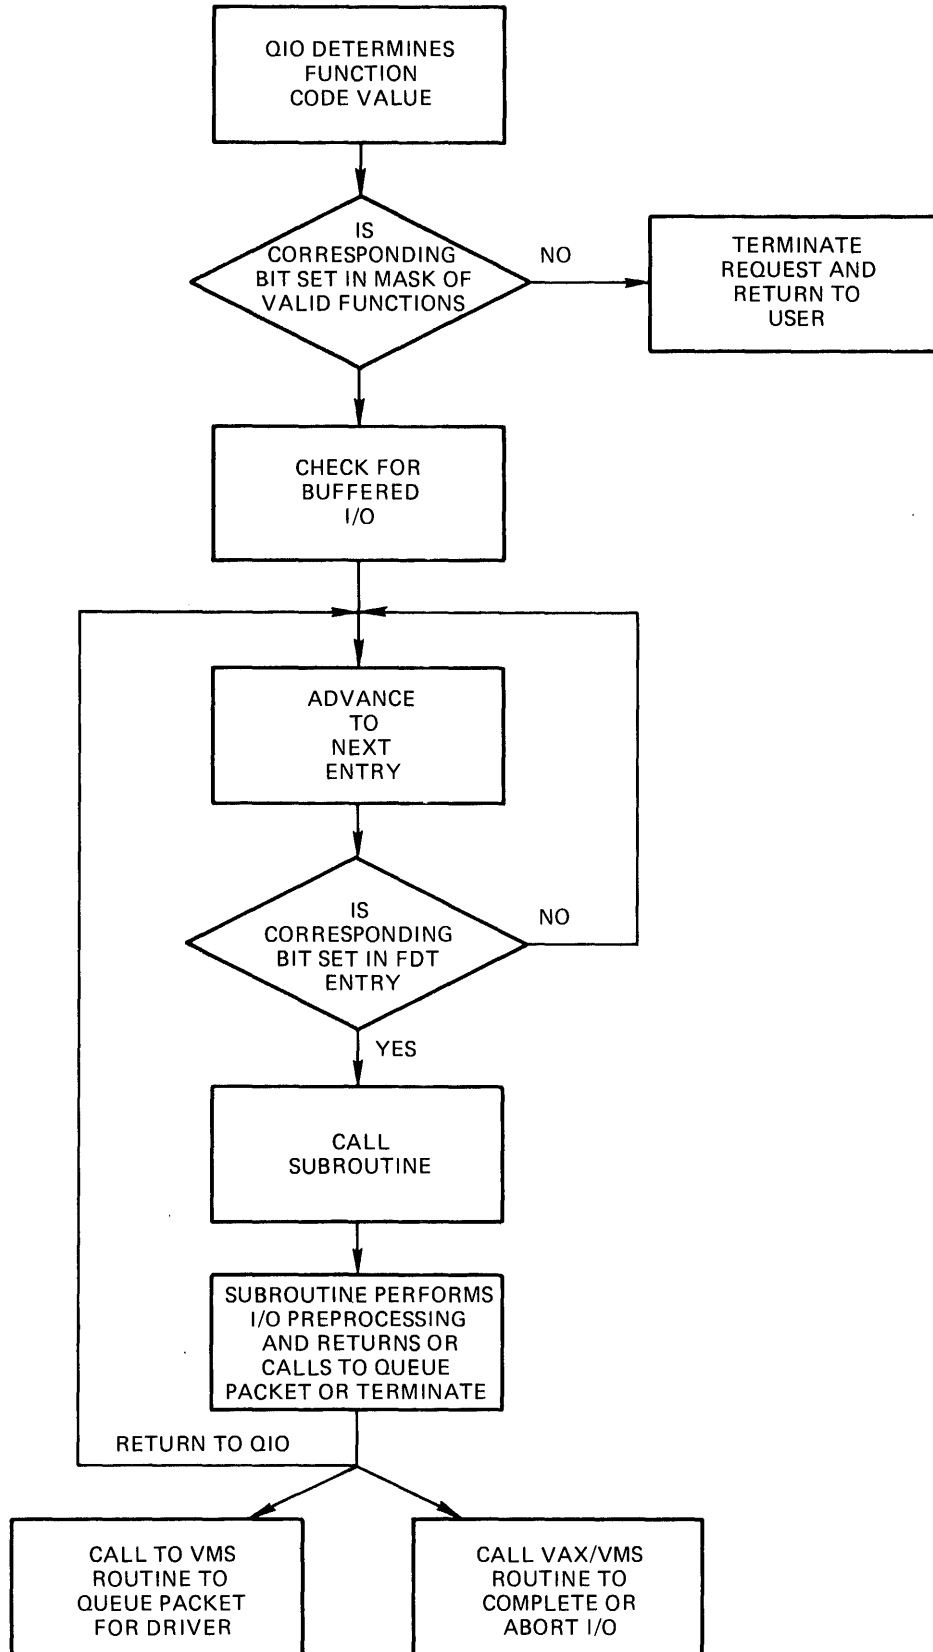 QIO DETERMINES
FUNCTION
CODE VALUE
IS
CORRESPONDING
BIT SET IN MASK OF
VALID FUNCTIONS
NO
TERMINATE
REQUEST AND
RETURN TO
USER
CHECK FOR
BUFFERED
I/O
ADVANCE
TO
NEXT
ENTRY
IS
CORRESPONDING
BIT SET IN FDT
ENTRY
NO
YES
CALL
SUBROUTINE
SUBROUTINE PERFORMS
I/O PREPROCESSING
AND RETURNS OR
CALLS TO QUEUE
PACKET OR TERMINATE
RETURN TO QIO
CALL TO VMS
ROUTINE TO
QUEUE PACKET
FOR DRIVER
CALL VAX/VMS
ROUTINE TO
COMPLETE OR
ABORT I/O